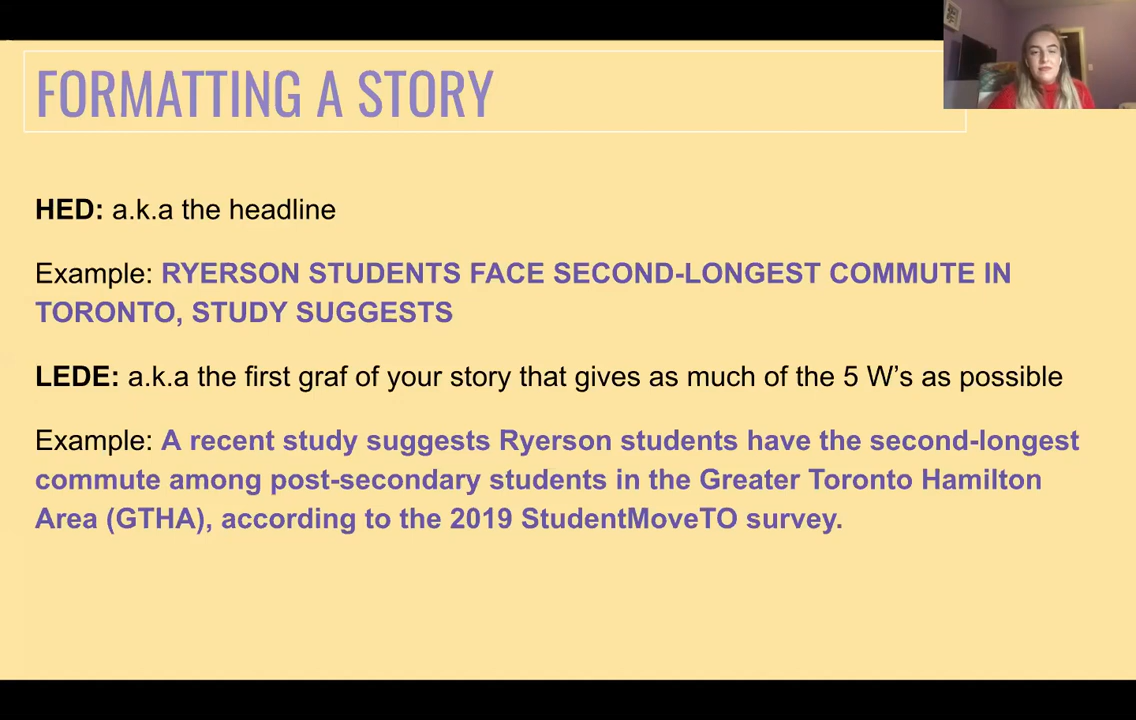 FORMATTING A STORY
HED: a.k.a the headline
Example: RYERSON STUDENTS FACE SECOND-LONGEST COMMUTE IN
TORONTO, STUDY SUGGESTS
LEDE: a.k.a the first graf of your story that gives as much of the 5 W's as possible
Example: A recent study suggests Ryerson students have the second-longest
commute among post-secondary students in the Greater Toronto Hamilton
Area (GTHA), according to the 2019 StudentMoveTO survey.